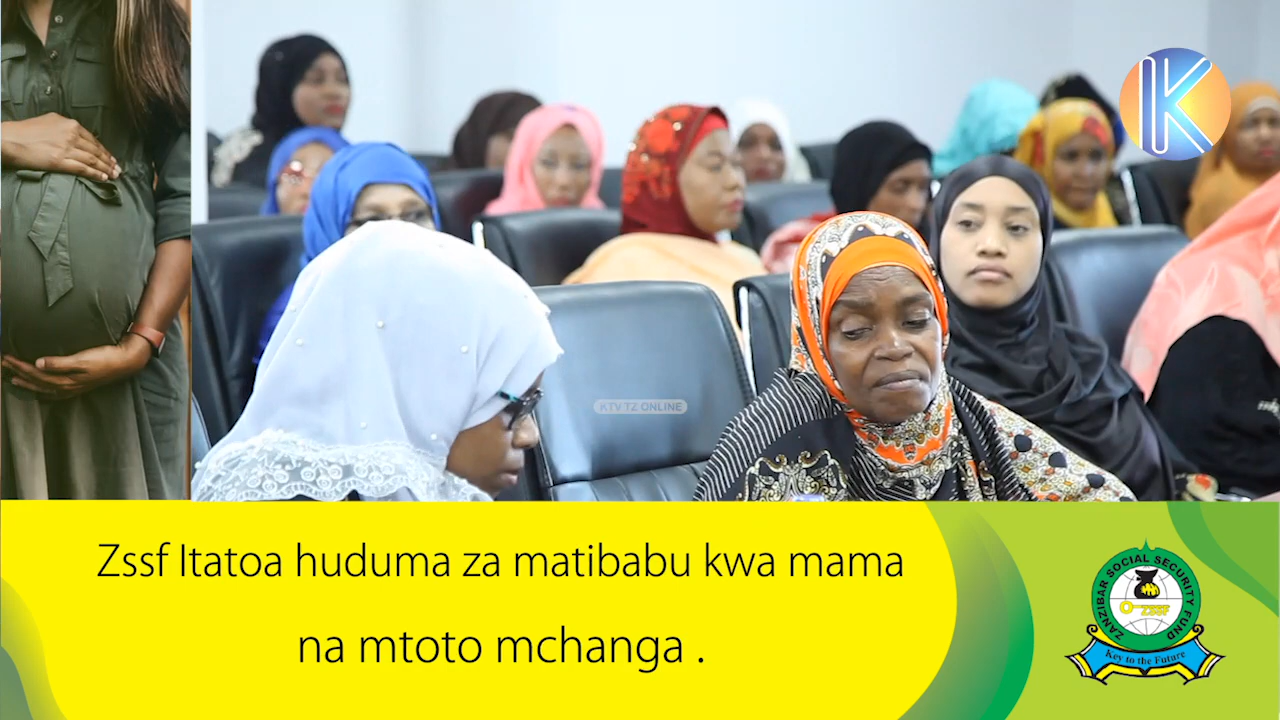 K
KTV TZ ONLINE
Zssf Itatoa huduma za matibabu kwa mama
na mtoto mchanga .
ZANZIBAR SOCIAL SECURITY FUND
ZSSF
Key to the Future